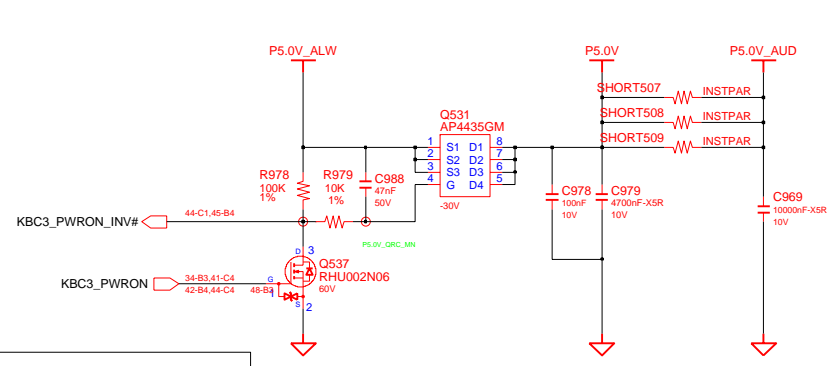 P5.0V_ALW
P5.0V
P5.0V_AUD
SHORT507
INSTPAR
SHORT508
INSTPAR
SHORT509
INSTPAR
Q531
AP4435GM
1 S1 D1 8
2 S2 D2 7
3 S3 D3 6
4 G D4 5
-30V
R978
100K
1%
R979
10K
1%
C988
47nF
50V
C978
100nF
10V
C979
4700nF-X5R
10V
C969
10000nF-X5R
10V
KBC3_PWRON_INV#
44-C1,45-B4
P5.0V_QRC_MN
D 3
Q537
RHU002N06
60V
KBC3_PWRON
34-B3,41-C4
42-B4,44-C4
48-B3
G
1
S
2